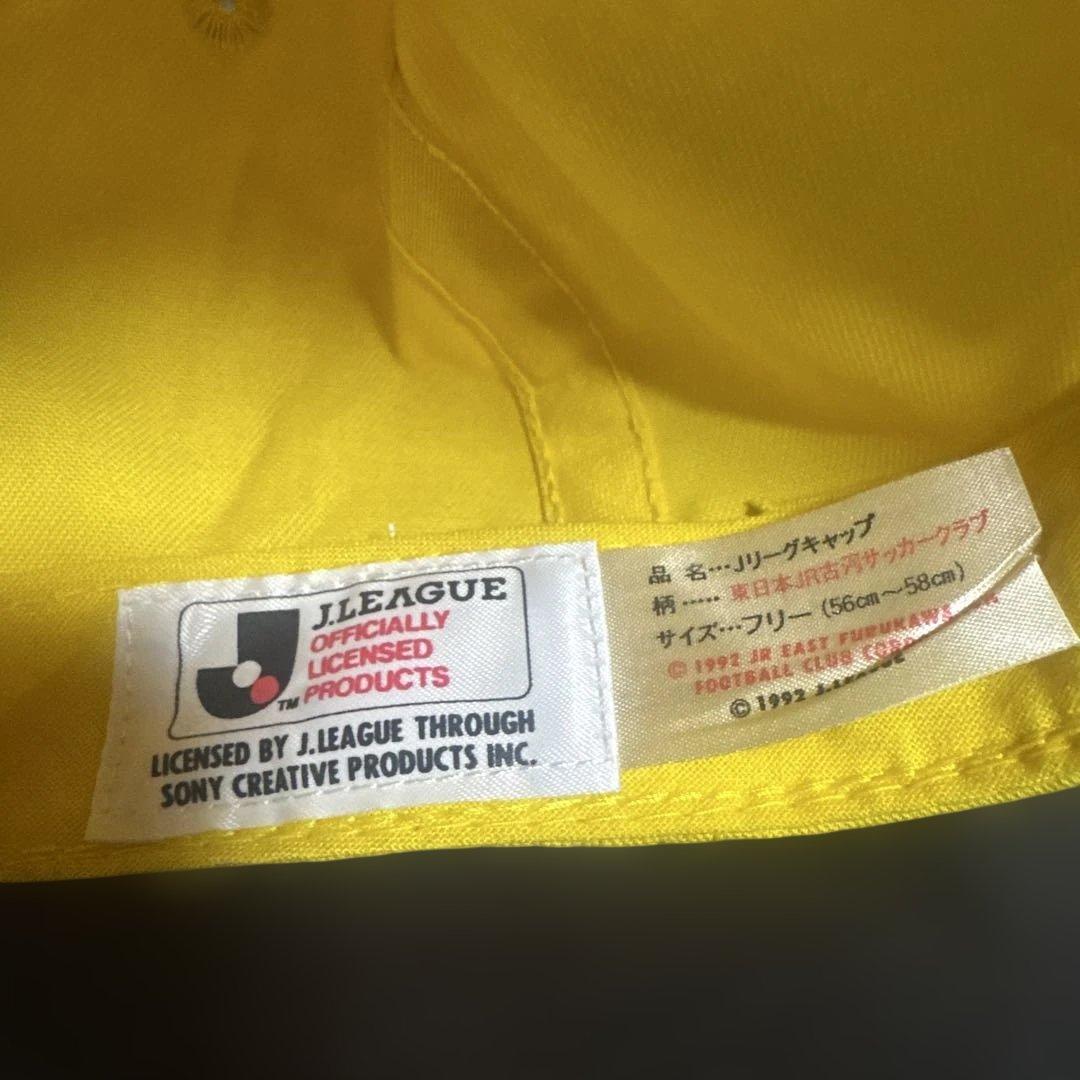 J.LEAGUE
OFFICIALLY
LICENSED
PRODUCTS
TM
LICENSED BY J.LEAGUE THROUGH
SONY CREATIVE PRODUCTS INC.
品 名…Jリーグキャップ
柄…‥東日本JR古河サッカークラブ
サイズ…フリー(56cm~58cm)
© 1992 JR EAST FURUKAWA
FOOTBALL CLUB CORP
© 1992 J.LEAGUE